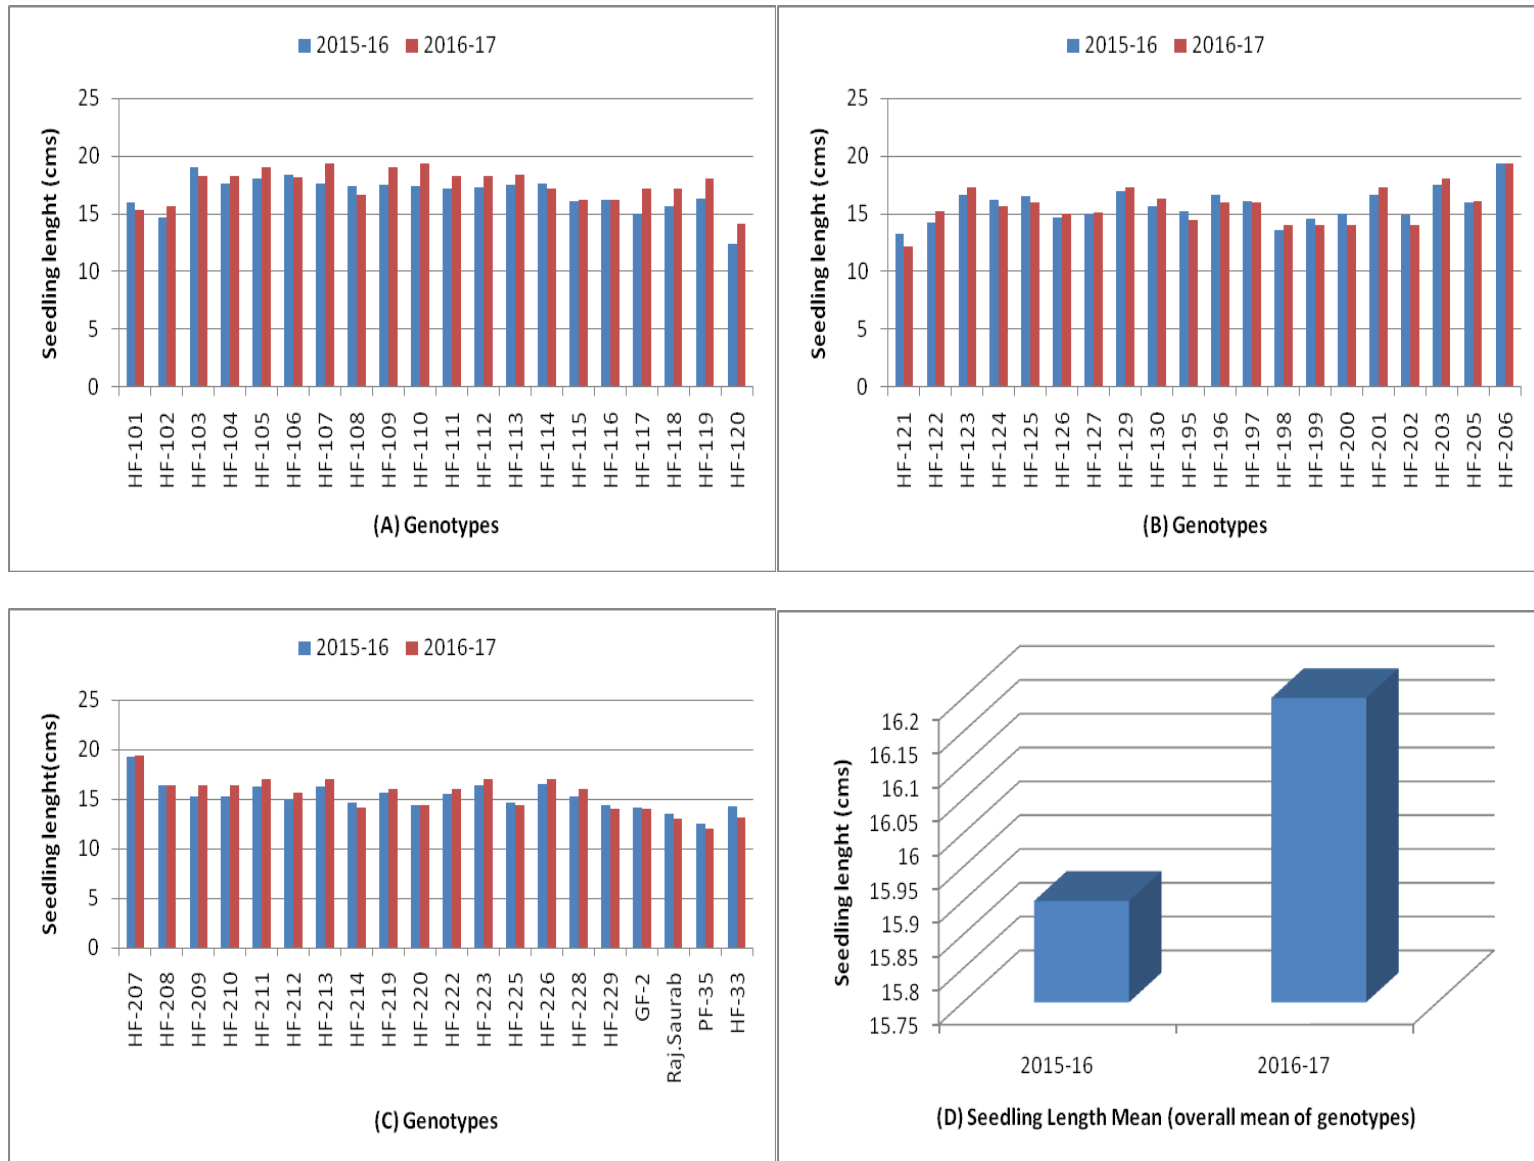 2015-16 2016-17
Seedling lenght (cms)
25
20
15
10
5
0
HF-101
HF-102
HF-103
HF-104
HF-105
HF-106
HF-107
HF-108
HF-109
HF-110
HF-111
HF-112
HF-113
HF-114
HF-115
HF-116
HF-117
HF-118
HF-119
HF-120
(A) Genotypes
2015-16 2016-17
Seedling lenght (cms)
25
20
15
10
5
0
HF-121
HF-122
HF-123
HF-124
HF-125
HF-126
HF-127
HF-129
HF-130
HF-195
HF-196
HF-197
HF-198
HF-199
HF-200
HF-201
HF-202
HF-203
HF-205
HF-206
(B) Genotypes
2015-16 2016-17
Seedling lenght(cms)
25
20
15
10
5
0
HF-207
HF-208
HF-209
HF-210
HF-211
HF-212
HF-213
HF-214
HF-219
HF-220
HF-222
HF-223
HF-225
HF-226
HF-228
HF-229
GF-2
Raj.Saurab
PF-35
HF-33
(C) Genotypes
Seedling lenght (cms)
16.2
16.15
16.1
16.05
16
15.95
15.9
15.85
15.8
15.75
2015-16
2016-17
(D) Seedling Length Mean (overall mean of genotypes)